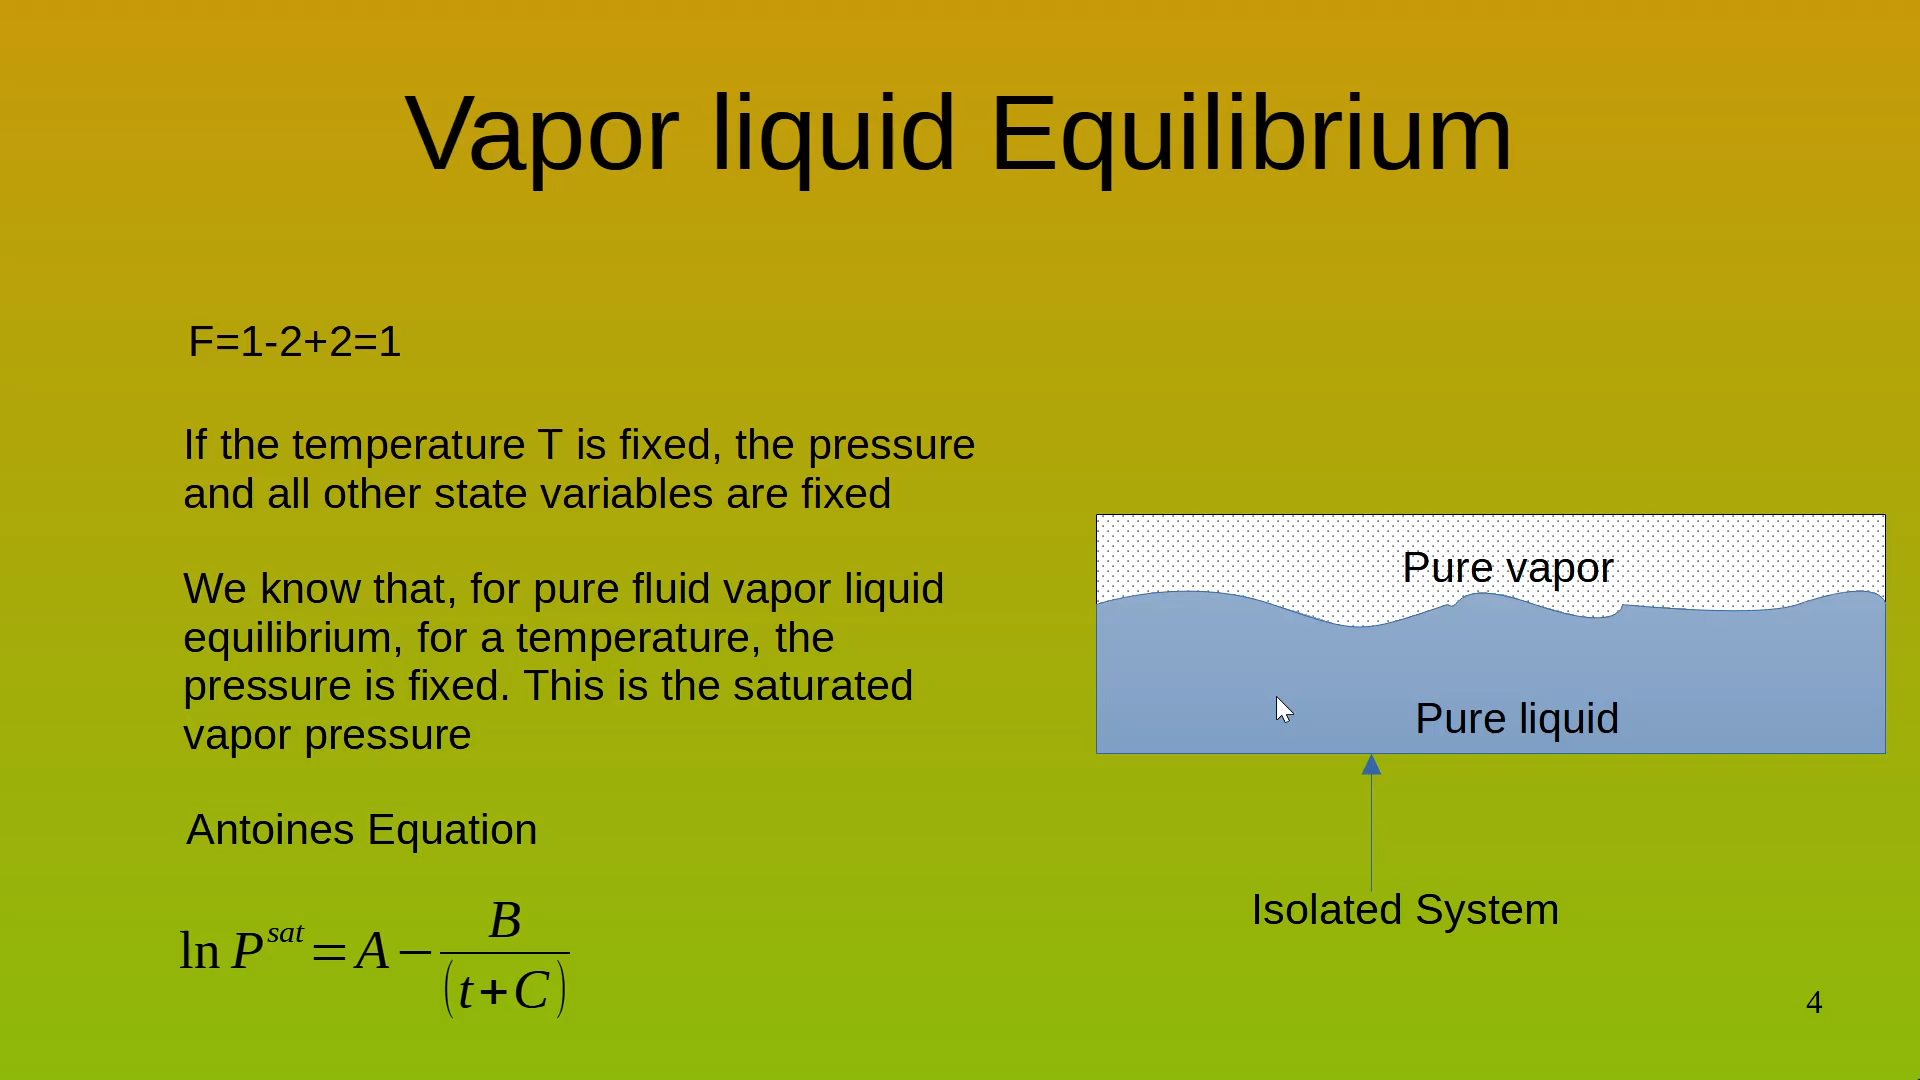 Vapor liquid Equilibrium
F=1-2+2=1
If the temperature T is fixed, the pressure
and all other state variables are fixed
We know that, for pure fluid vapor liquid
equilibrium, for a temperature, the
pressure is fixed. This is the saturated
vapor pressure
Antoines Equation
ln P^sat = A − B/(t+C)
Pure vapor
Pure liquid
Isolated System
4